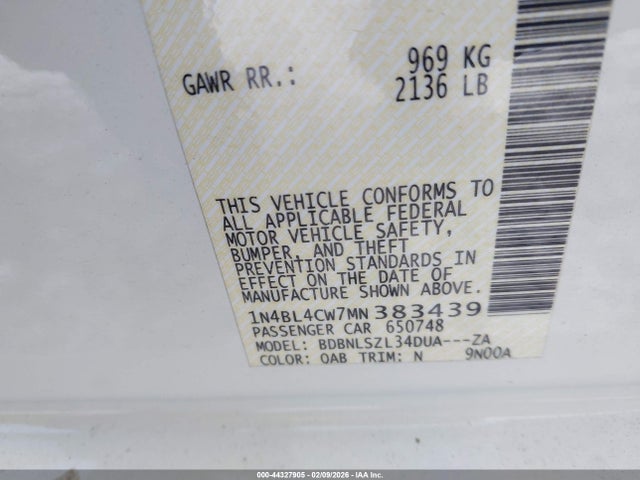 969 KG
GAWR RR.: 2136 LB
THIS VEHICLE CONFORMS TO
ALL APPLICABLE FEDERAL
MOTOR VEHICLE SAFETY,
BUMPER, AND THEFT
PREVENTION STANDARDS IN
EFFECT ON THE DATE OF
MANUFACTURE SHOWN ABOVE.
1N4BL4CW7MN383439
PASSENGER CAR 650748
MODEL: BDBNLSZL34DUA---ZA
COLOR: QAB TRIM: N 9N00A
000-44327905 - 02/09/2026 - IAA Inc.